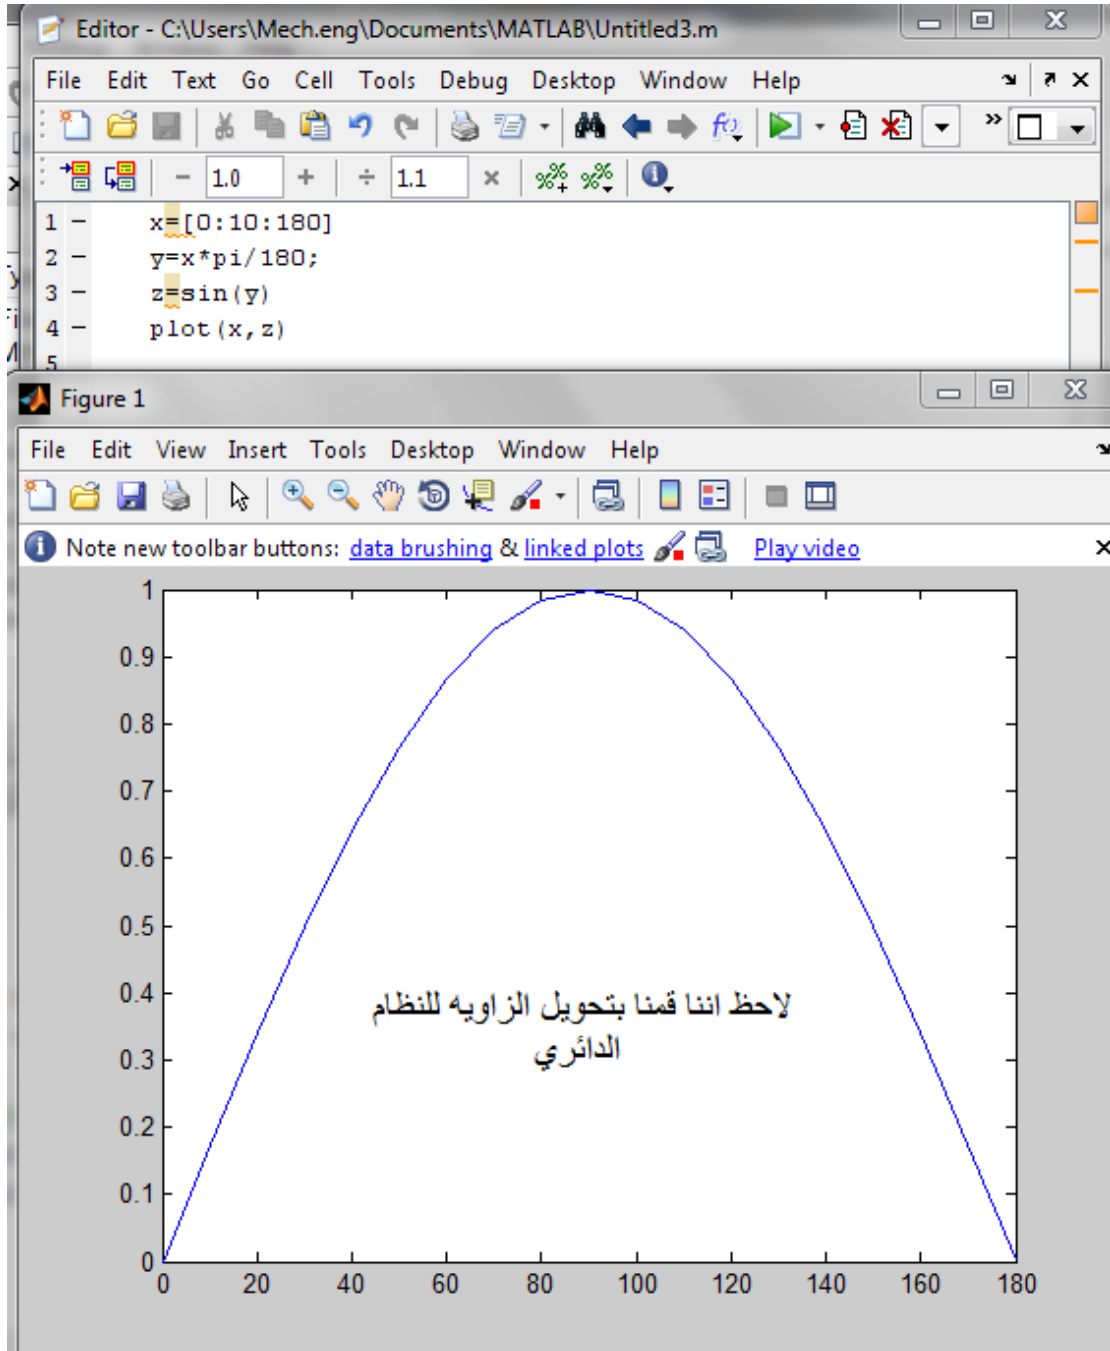 Editor - C:\Users\Mech.eng\Documents\MATLAB\Untitled3.m
File Edit Text Go Cell Tools Debug Desktop Window Help
− 1.0 + ÷ 1.1 ×
1 − x=[0:10:180]
2 − y=x*pi/180;
3 − z=sin(y)
4 − plot(x,z)
5
Figure 1
File Edit View Insert Tools Desktop Window Help
Note new toolbar buttons: data brushing & linked plots Play video
1
0.9
0.8
0.7
0.6
0.5
0.4
لاحظ اننا قمنا بتحويل الزاويه للنظام
الدائري
0.3
0.2
0.1
0
0 20 40 60 80 100 120 140 160 180